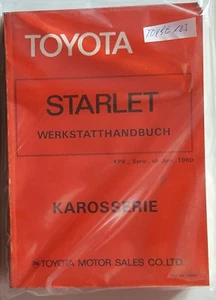 TOYOTA
STARLET
WERKSTATTHANDBUCH
KAROSSERIE
TOYOTA MOTOR SALES CO., LTD.